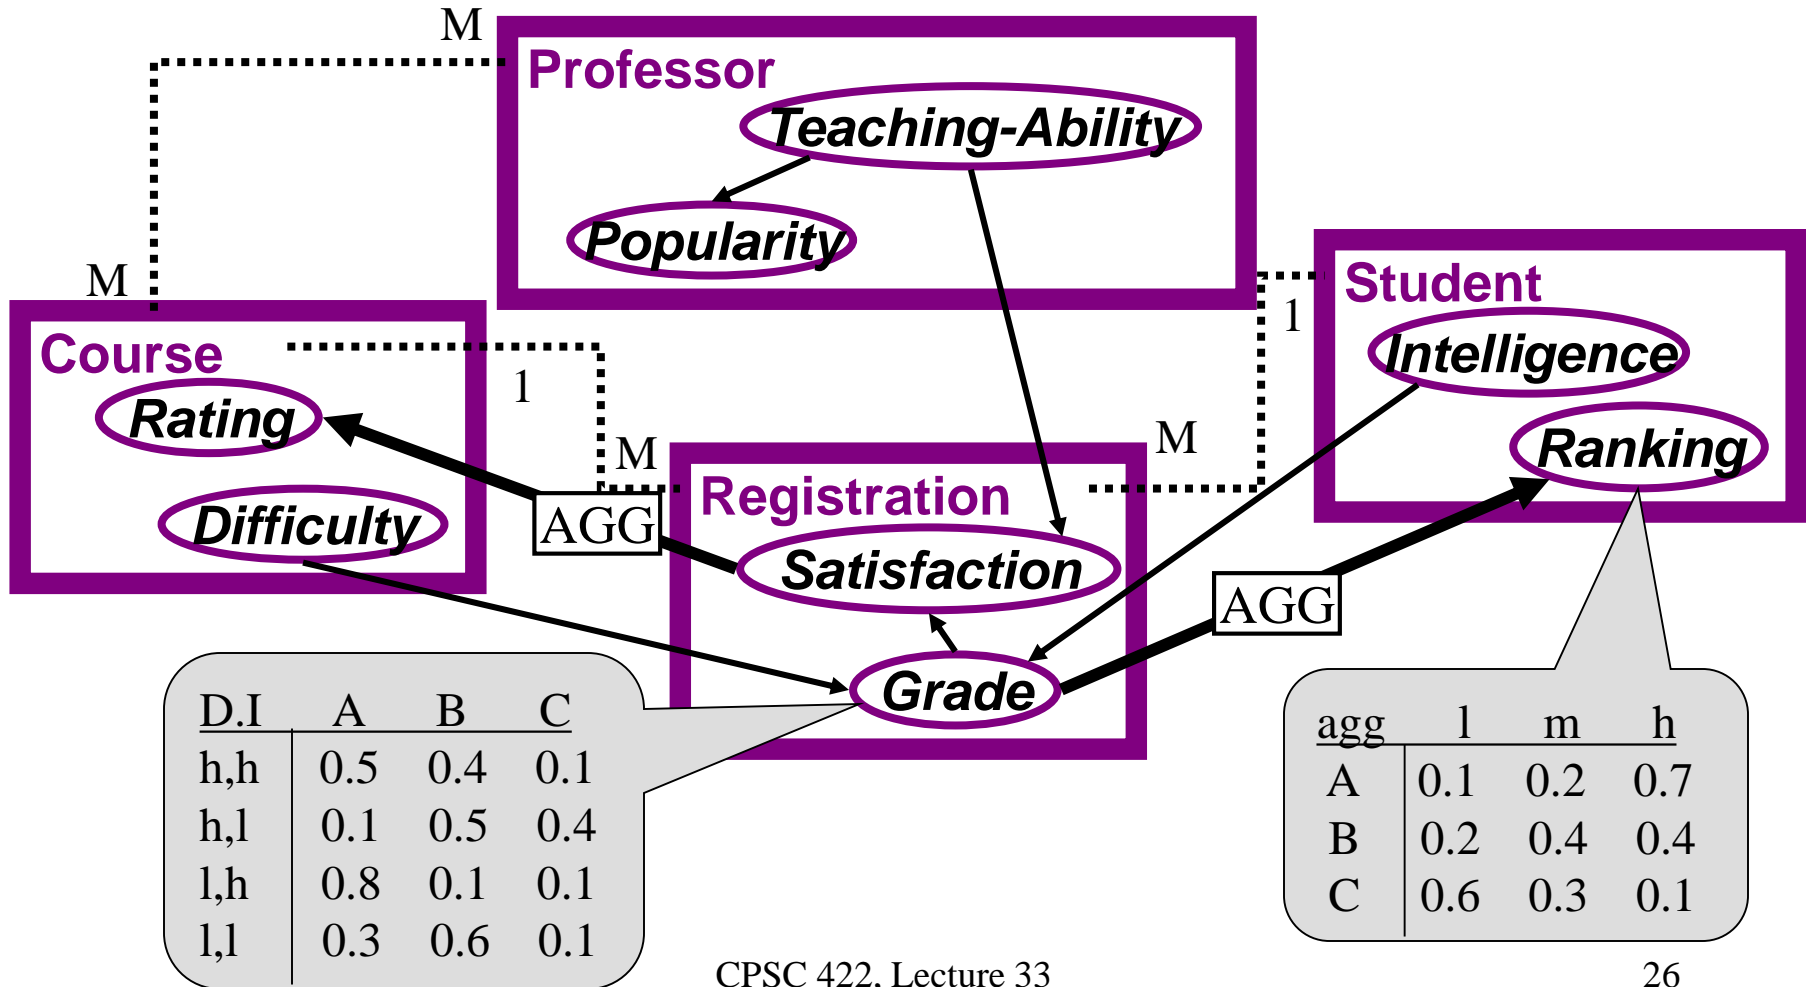 M
Professor
Teaching-Ability
Popularity
M
1
Student
Intelligence
Ranking
Course
Rating
Difficulty
1
M
M
AGG
Registration
Satisfaction
Grade
AGG
D.I A B C
h,h 0.5 0.4 0.1
h,l 0.1 0.5 0.4
l,h 0.8 0.1 0.1
l,l 0.3 0.6 0.1
agg l m h
A 0.1 0.2 0.7
B 0.2 0.4 0.4
C 0.6 0.3 0.1
CPSC 422, Lecture 33
26